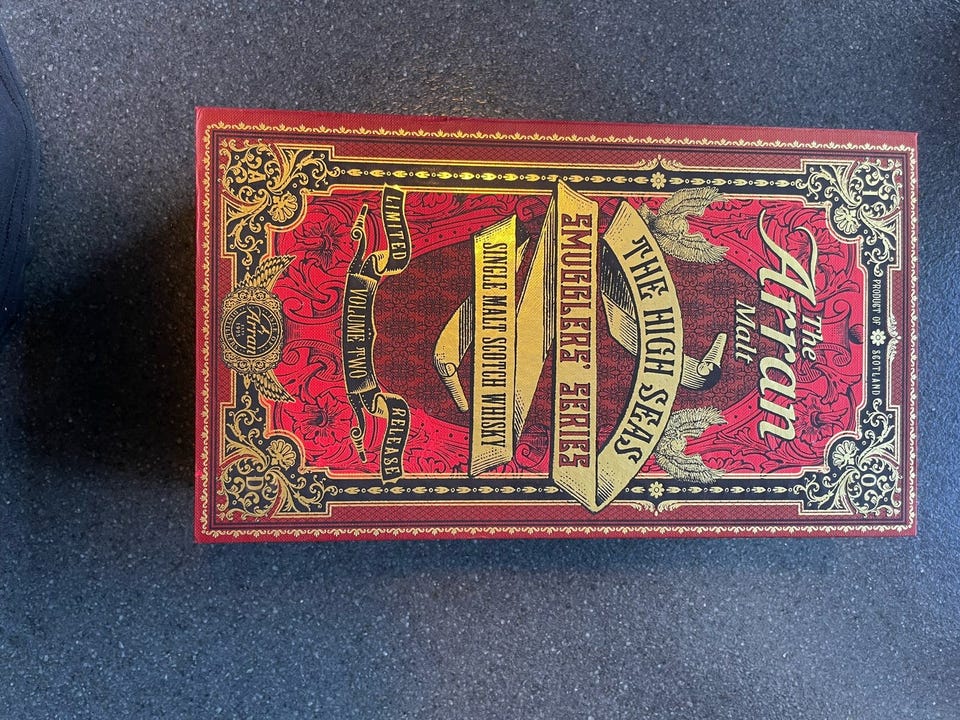 PRODUCT OF SCOTLAND
The
Arran
Malt
THE HIGH SEAS
SMUGGLERS' SERIES
SINGLE MALT SCOTCH WHISKY
LIMITED
VOLUME TWO
RELEASE
Arran
A
D